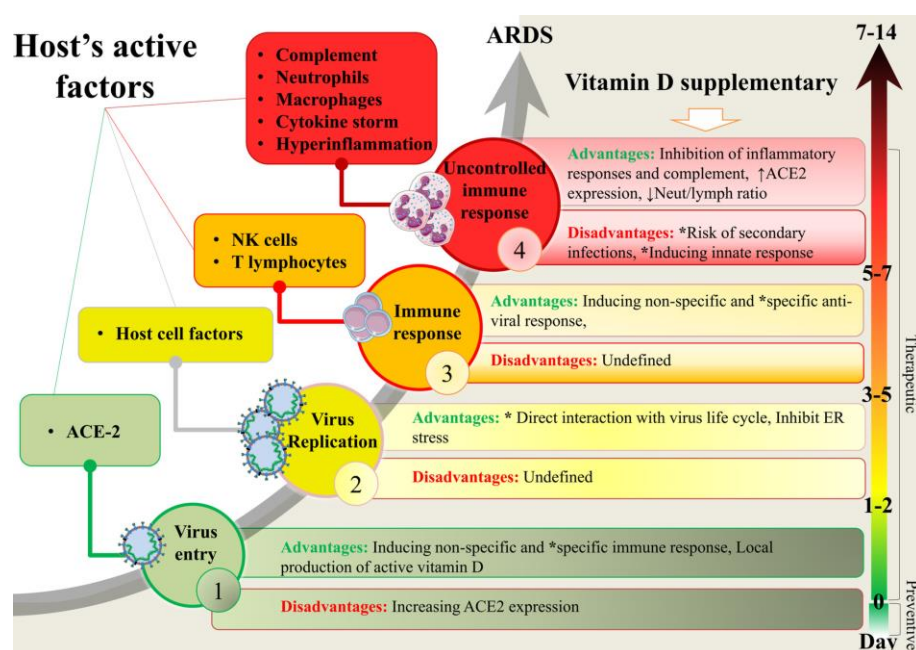 Host's active
factors
• Complement
• Neutrophils
• Macrophages
• Cytokine storm
• Hyperinflammation
ARDS
7-14
Vitamin D supplementary
Uncontrolled
immune
response
4
Advantages: Inhibition of inflammatory
responses and complement, ↑ACE2
expression, ↓Neut/lymph ratio
Disadvantages: *Risk of secondary
infections, *Inducing innate response
5-7
• NK cells
• T lymphocytes
Immune
response
3
Advantages: Inducing non-specific and *specific anti-
viral response,
Disadvantages: Undefined
3-5
• Host cell factors
Virus
Replication
2
Advantages: * Direct interaction with virus life cycle, Inhibit ER
stress
Disadvantages: Undefined
1-2
• ACE-2
Virus
entry
1
Advantages: Inducing non-specific and *specific immune response, Local
production of active vitamin D
Disadvantages: Increasing ACE2 expression
0
Day
Therapeutic
Preventive